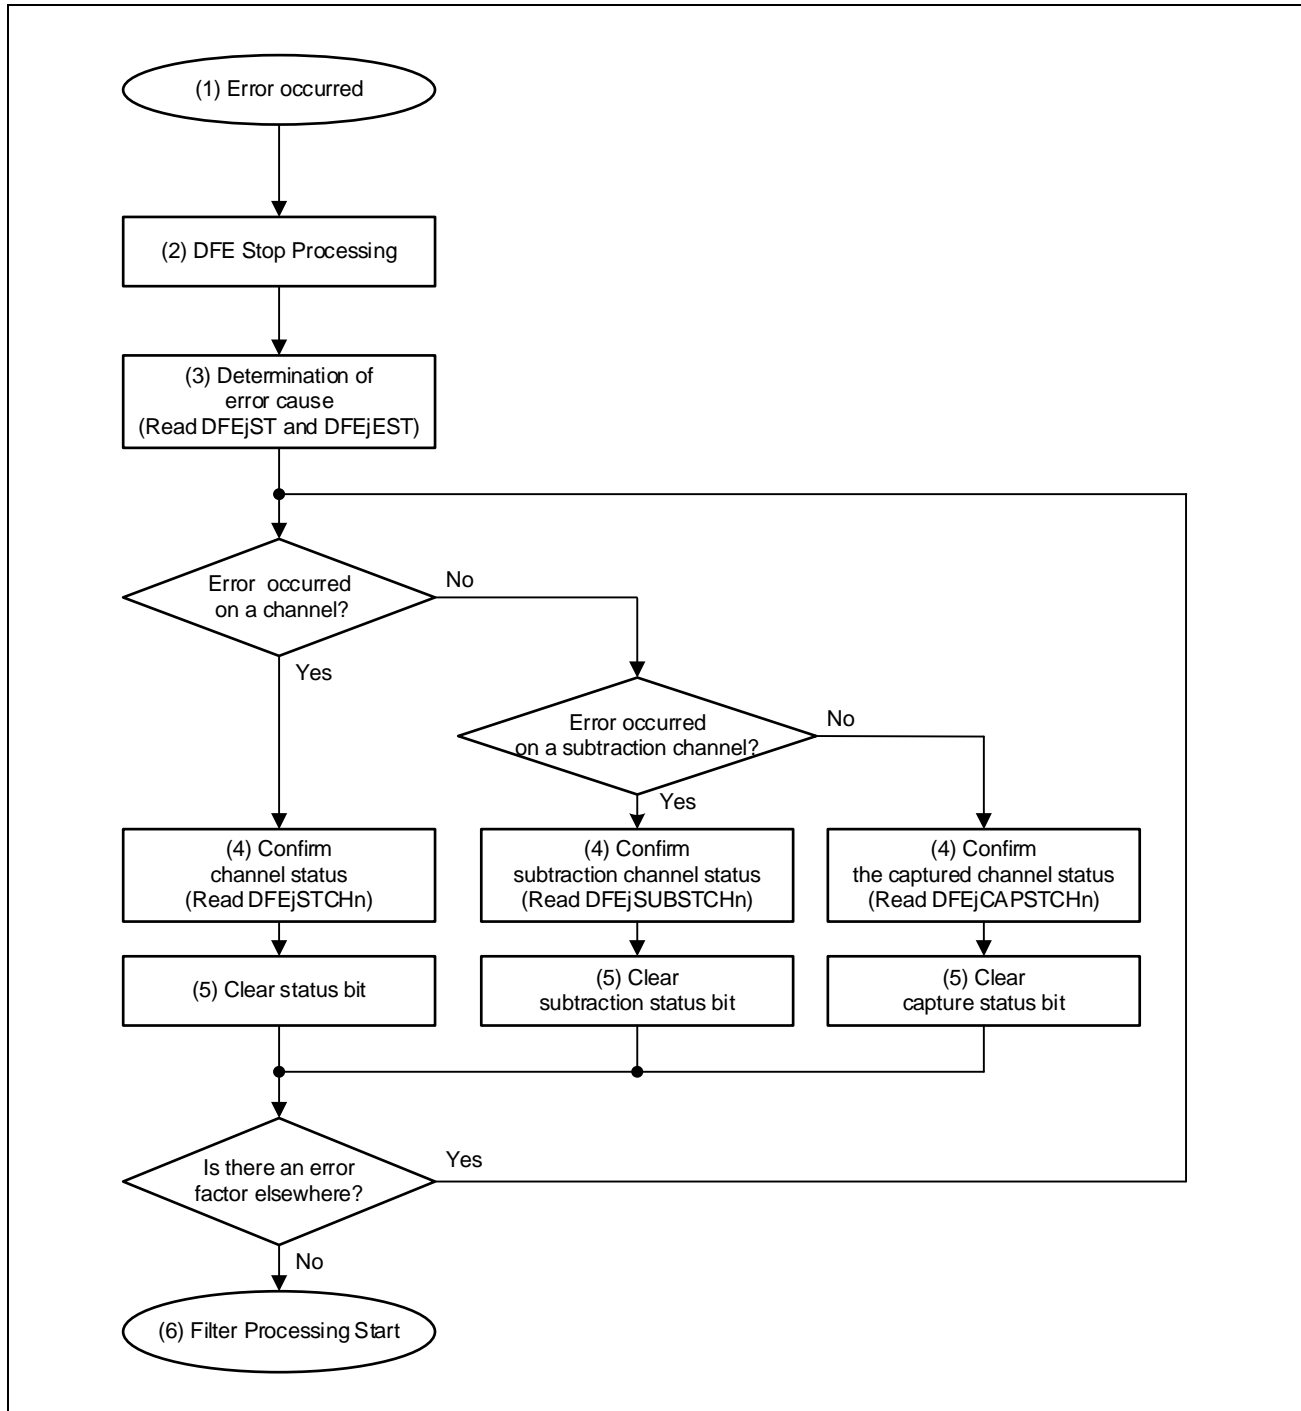 (1) Error occurred
(2) DFE Stop Processing
(3) Determination of
error cause
(Read DFEjST and DFEjEST)
Error occurred
on a channel?
No
Yes
Error occurred
on a subtraction channel?
No
Yes
(4) Confirm
channel status
(Read DFEjSTCHn)
(4) Confirm
subtraction channel status
(Read DFEjSUBSTCHn)
(4) Confirm
the captured channel status
(Read DFEjCAPSTCHn)
(5) Clear status bit
(5) Clear
subtraction status bit
(5) Clear
capture status bit
Is there an error
factor elsewhere?
Yes
No
(6) Filter Processing Start